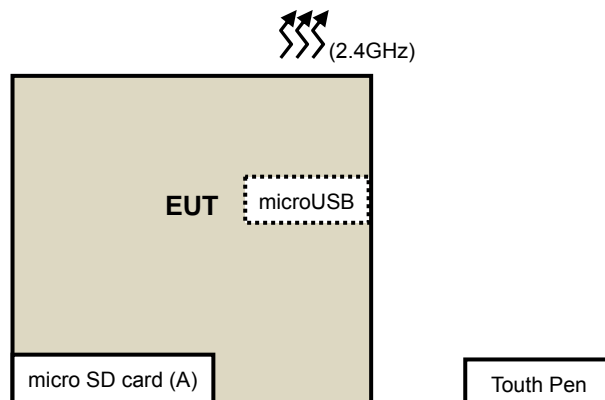 (2.4GHz)
EUT
microUSB
micro SD card (A)
Touth Pen